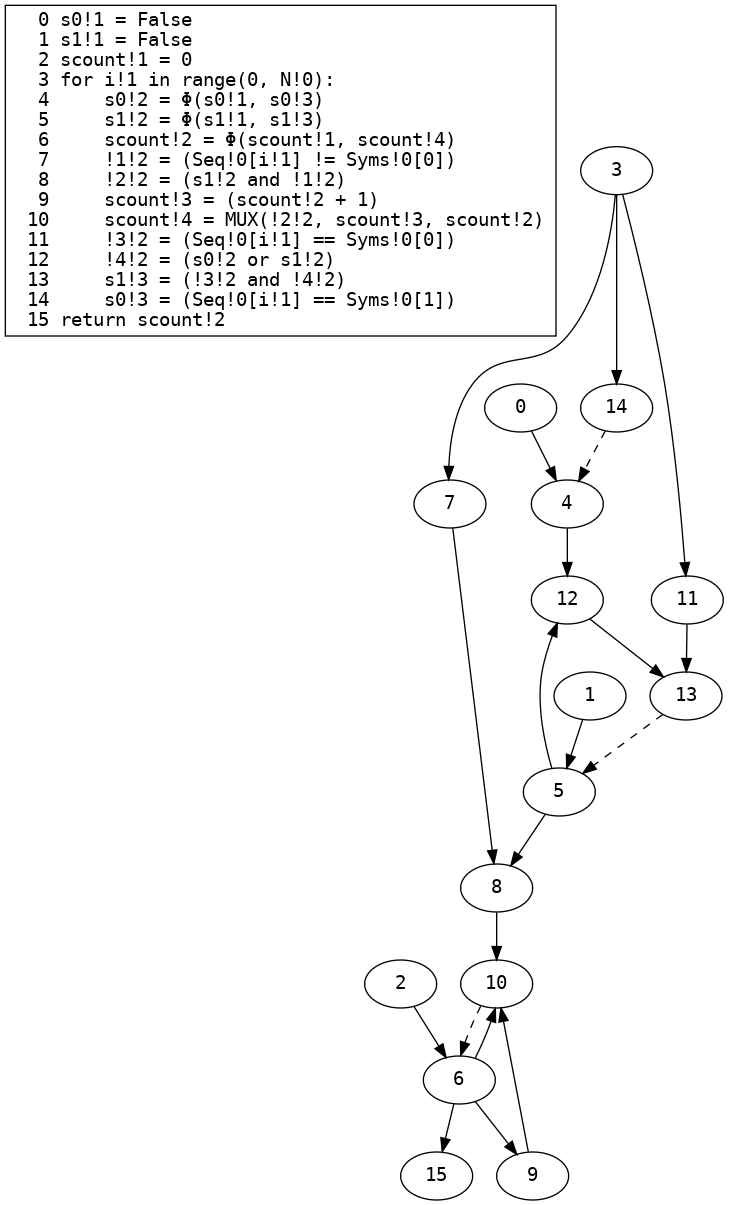 0 s0!1 = False
1 s1!1 = False
2 scount!1 = 0
3 for i!1 in range(0, N!0):
4     s0!2 = Φ(s0!1, s0!3)
5     s1!2 = Φ(s1!1, s1!3)
6     scount!2 = Φ(scount!1, scount!4)
7     !1!2 = (Seq!0[i!1] != Syms!0[0])
8     !2!2 = (s1!2 and !1!2)
9     scount!3 = (scount!2 + 1)
10     scount!4 = MUX(!2!2, scount!3, scount!2)
11     !3!2 = (Seq!0[i!1] == Syms!0[0])
12     !4!2 = (s0!2 or s1!2)
13     s1!3 = (!3!2 and !4!2)
14     s0!3 = (Seq!0[i!1] == Syms!0[1])
15 return scount!2
3
0
14
7
4
12
11
1
13
5
8
2
10
6
15
9